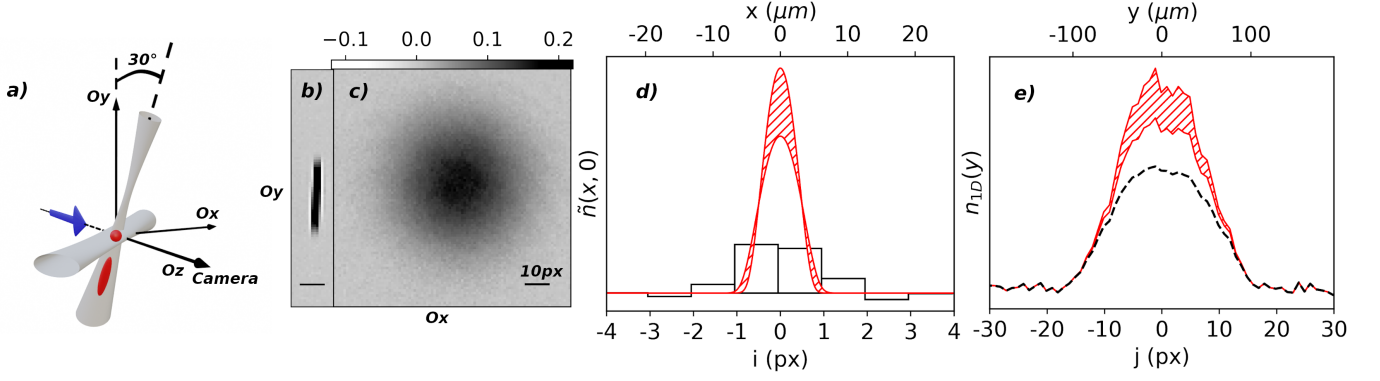 a)
30°
Oy
Ox
Oz
Camera
−0.1 0.0 0.1 0.2
b)
c)
Oy
10px
Ox
x (μm)
-20 -10 0 10 20
d)
ñ(x, 0)
-4 -3 -2 -1 0 1 2 3 4
i (px)
y (μm)
-100 0 100
e)
n1D(y)
-30 -20 -10 0 10 20 30
j (px)